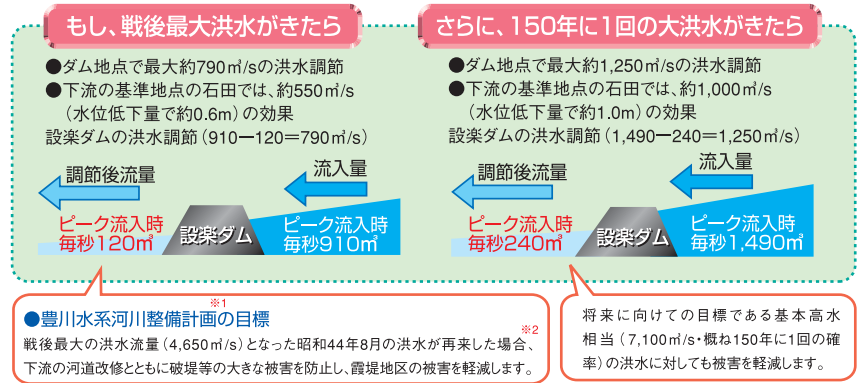 もし、戦後最大洪水がきたら
●ダム地点で最大約790㎥/sの洪水調節
●下流の基準地点の石田では、約550㎥/s
（水位低下量で約0.6m）の効果
設楽ダムの洪水調節（910ー120＝790㎥/s）
調節後流量
流入量
ピーク流入時
毎秒120㎥
設楽ダム
ピーク流入時
毎秒910㎥
さらに、150年に1回の大洪水がきたら
●ダム地点で最大約1,250㎥/sの洪水調節
●下流の基準地点の石田では、約1,000㎥/s
（水位低下量で約1.0m）の効果
設楽ダムの洪水調節（1,490ー240＝1,250㎥/s）
調節後流量
流入量
ピーク流入時
毎秒240㎥
設楽ダム
ピーク流入時
毎秒1,490㎥
※1
●豊川水系河川整備計画の目標
※2
戦後最大の洪水流量（4,650㎥/s）となった昭和44年8月の洪水が再来した場合、
下流の河道改修とともに破堤等の大きな被害を防止し、霞堤地区の被害を軽減します。
将来に向けての目標である基本高水
相当（7,100㎥/s・概ね150年に1回の確
率）の洪水に対しても被害を軽減します。